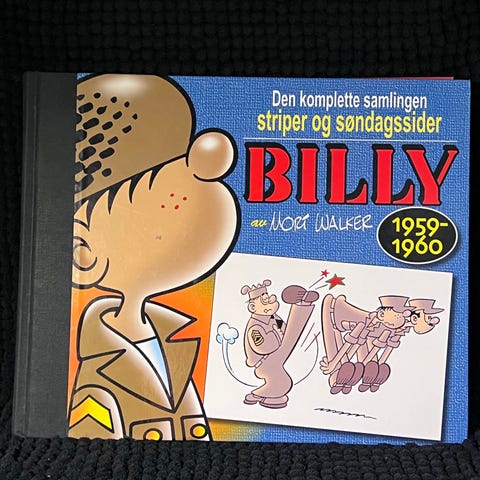 Den komplette samlingen
striper og søndagssider
BILLY
av MORT WALKER
1959-
1960